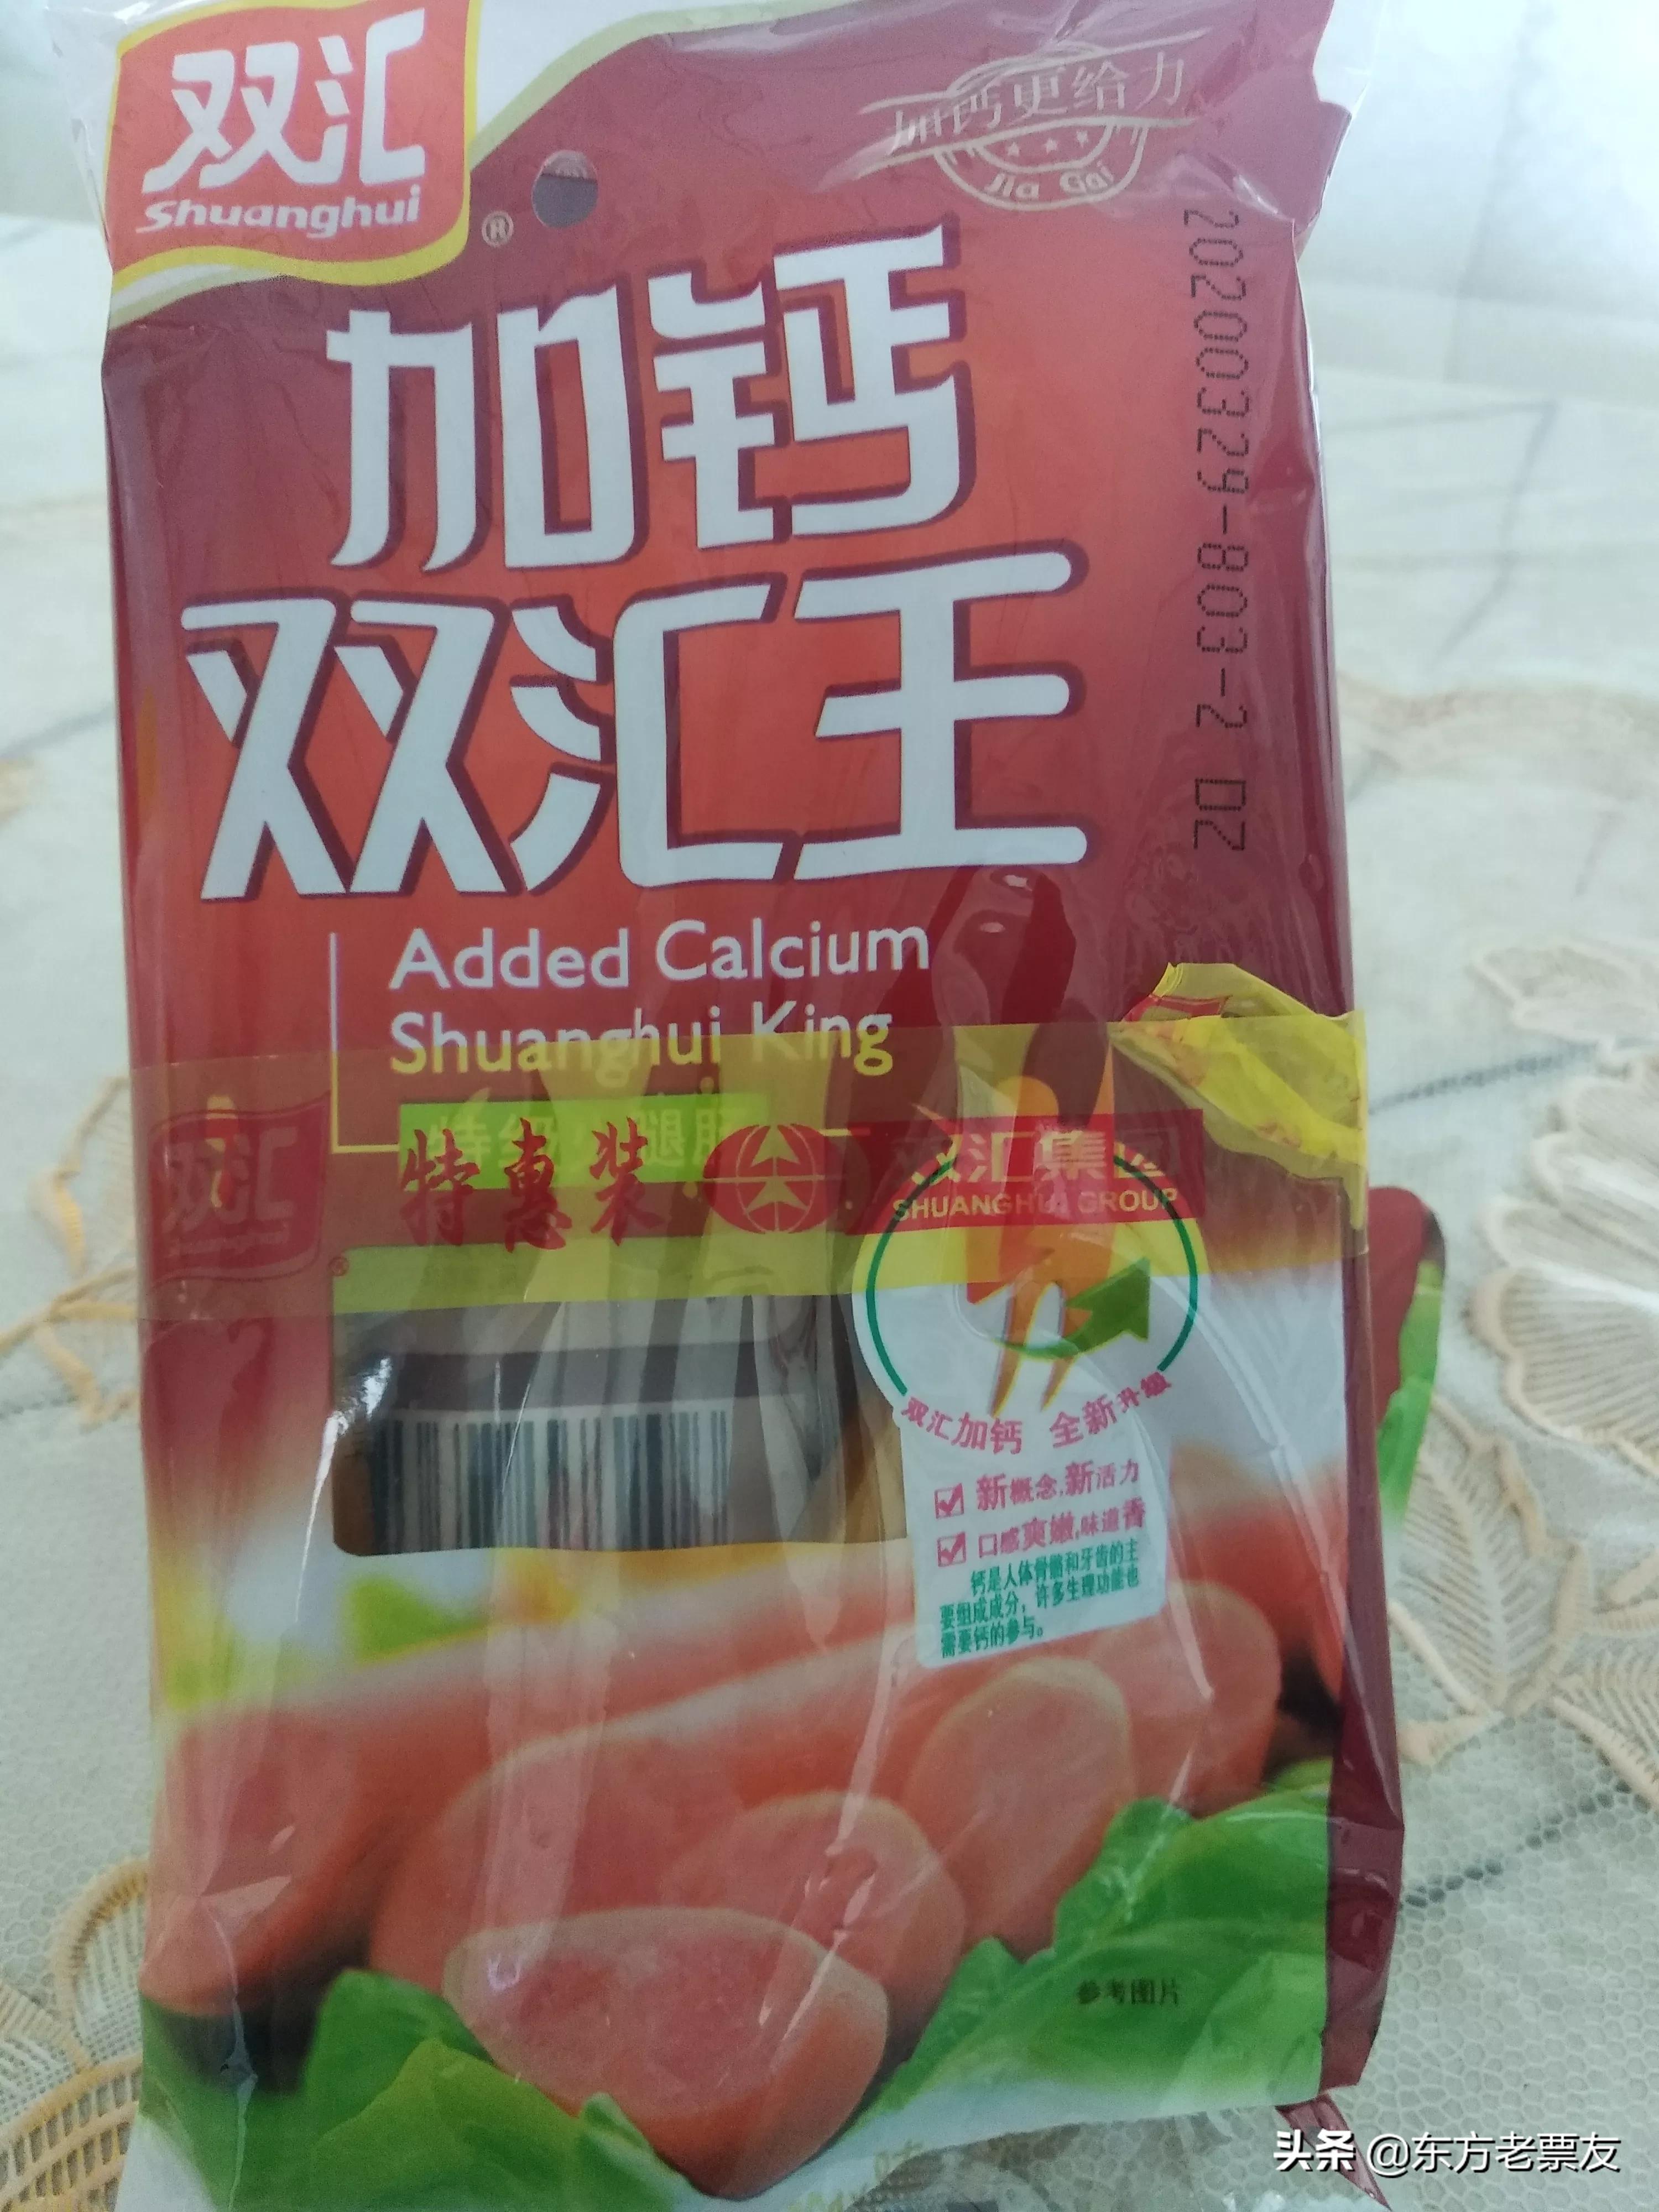 双汇
Shuanghui
®
加钙更给力
Jia Gai
20200329-803-2 DZ
加钙
双汇王
Added Calcium
Shuanghui King
双汇
特惠装
双汇集团
SHUANGHUI GROUP
双汇加钙 全新升级
新概念,新活力
口感爽嫩,味道香
钙是人体骨骼和牙齿的主
要组成成分，许多生理功能也
需要钙的参与。
参考图片
头条 @东方老票友